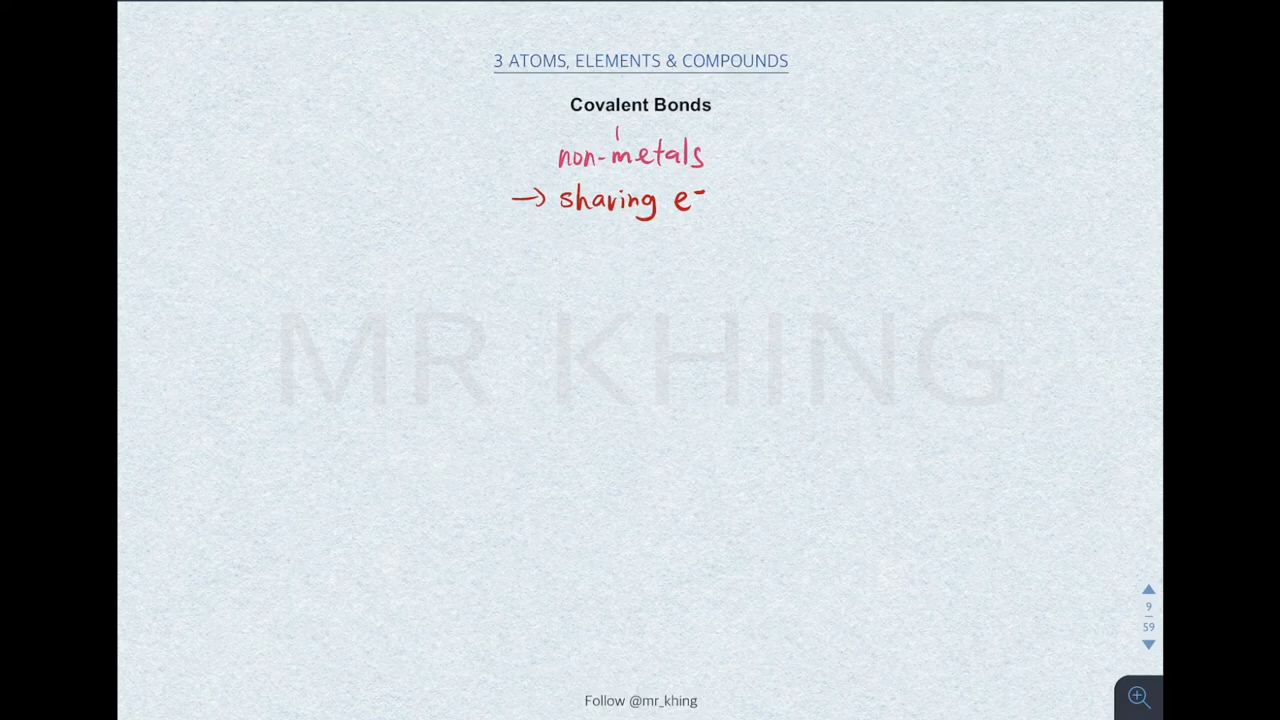 3 ATOMS, ELEMENTS & COMPOUNDS
Covalent Bonds
non-metals
→ sharing e⁻
MR KHING
9
59
Follow @mr_khing